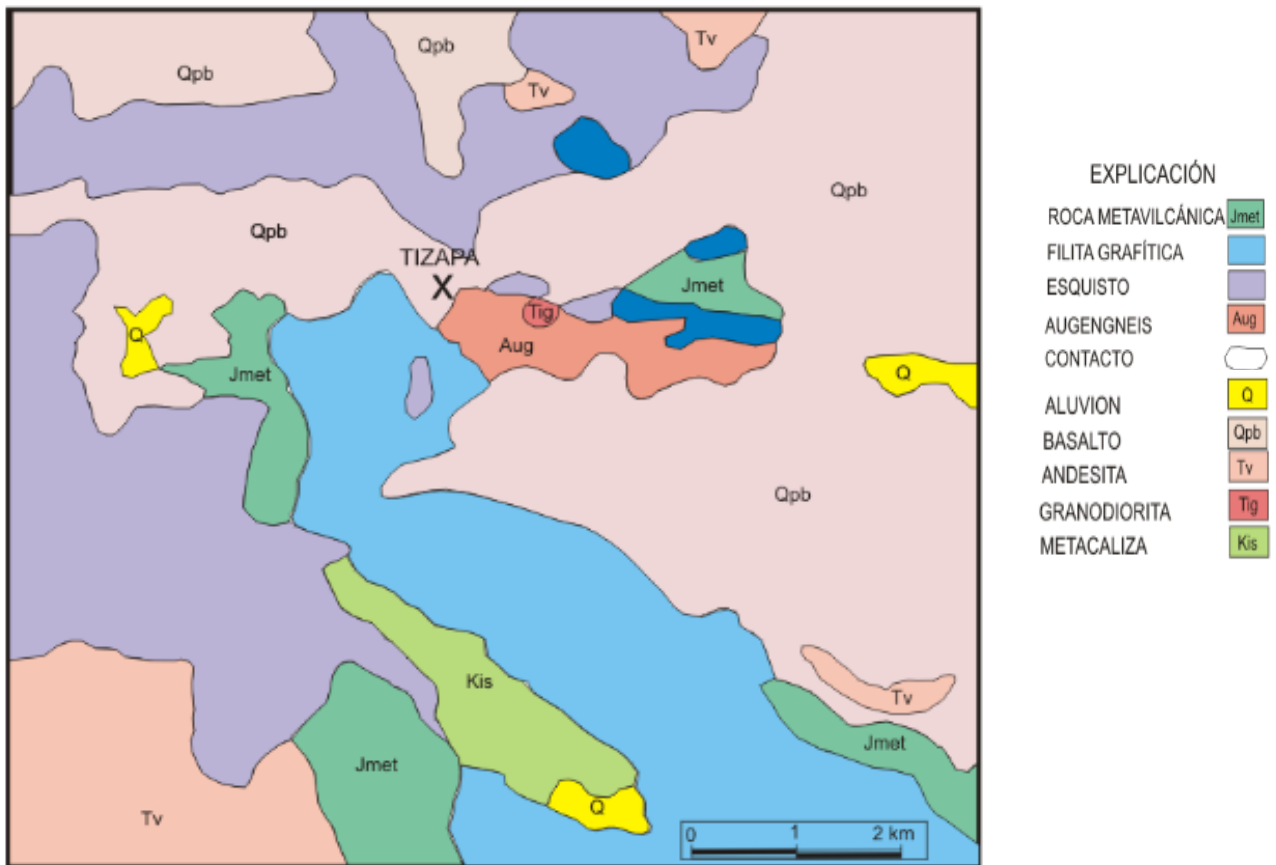 Tv
Qpb
Qpb
Tv
Qpb
Qpb
TIZAPA
X
Jmet
Tig
Q
Aug
Jmet
Q
Qpb
Kis
Tv
Jmet
Jmet
Q
Tv
0 1 2 km
EXPLICACIÓN
ROCA METAVILCÁNICA Jmet
FILITA GRAFÍTICA
ESQUISTO
AUGENGNEIS Aug
CONTACTO
ALUVION Q
BASALTO Qpb
ANDESITA Tv
GRANODIORITA Tig
METACALIZA Kis